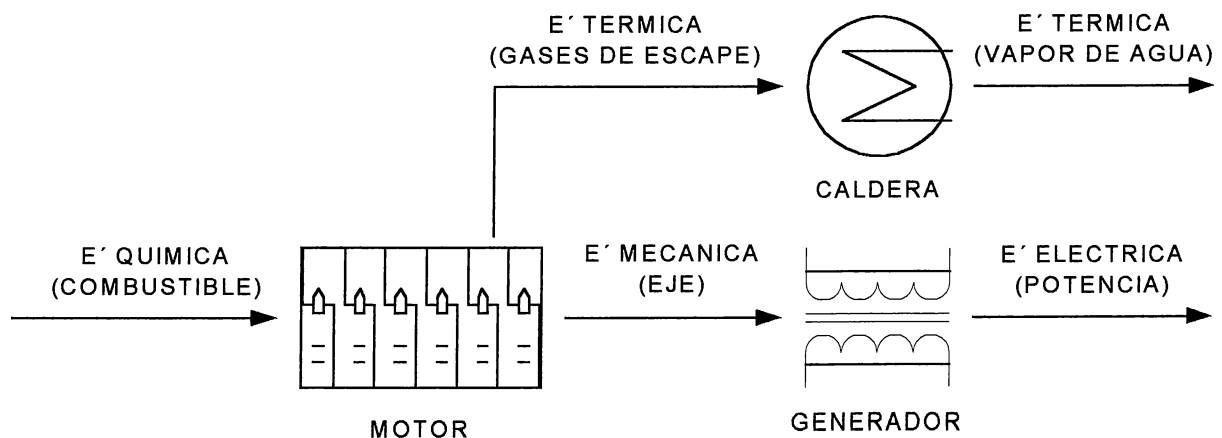 E´ TERMICA
(GASES DE ESCAPE)
E´ TERMICA
(VAPOR DE AGUA)
CALDERA
E´ QUIMICA
(COMBUSTIBLE)
E´ MECANICA
(EJE)
E´ ELECTRICA
(POTENCIA)
MOTOR
GENERADOR